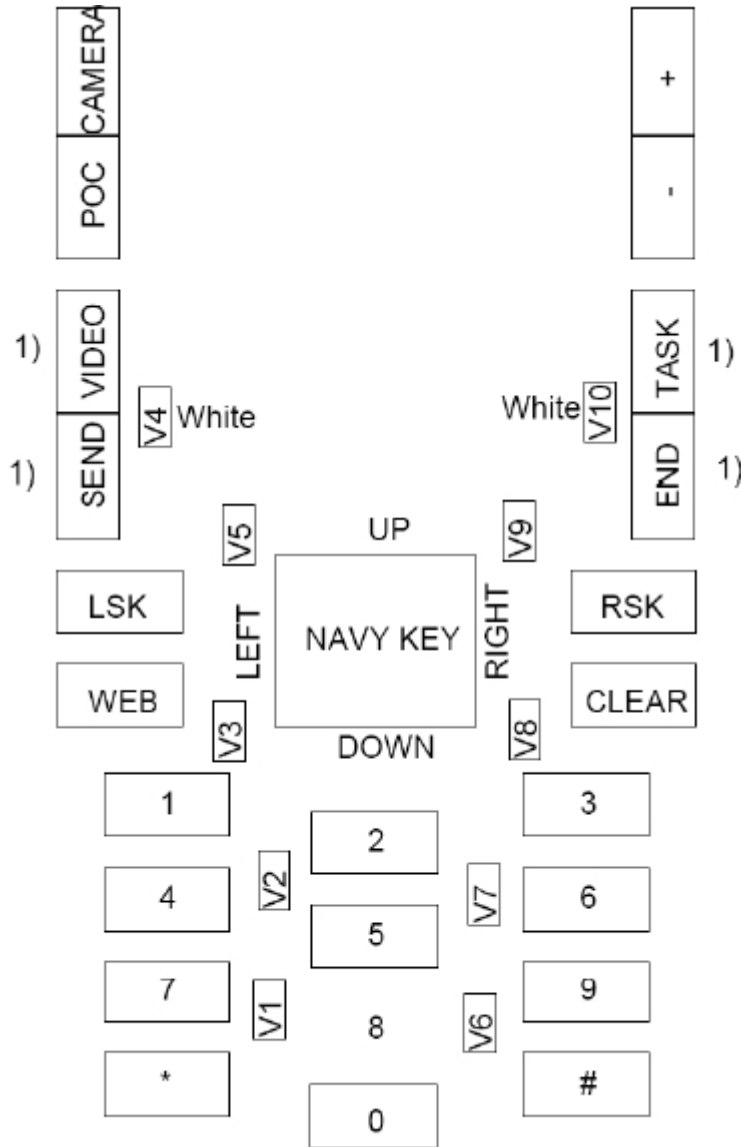 CAMERA +
POC -
1) VIDEO TASK 1)
V4 White White V10
1) SEND END 1)
V5 UP V9
LSK RSK
LEFT NAVY KEY RIGHT
WEB CLEAR
V3 DOWN V8
1 3
2
V2 V7
4 6
5
7 9
V1 V6
8
* #
0